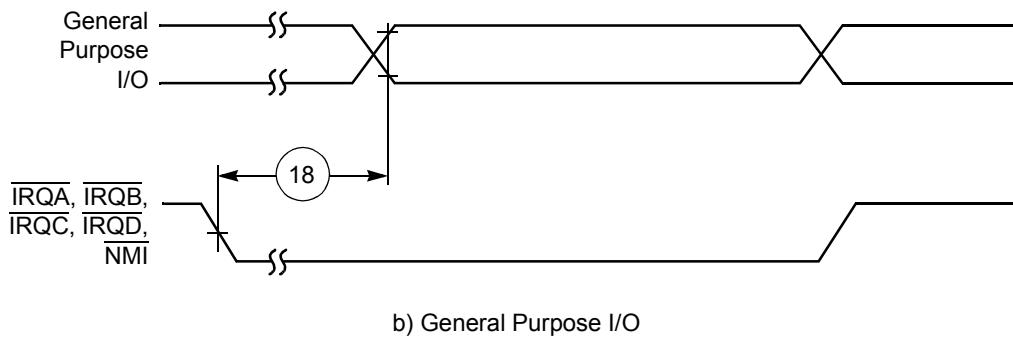 General
Purpose
I/O
18
IRQA, IRQB,
IRQC, IRQD,
NMI
b) General Purpose I/O